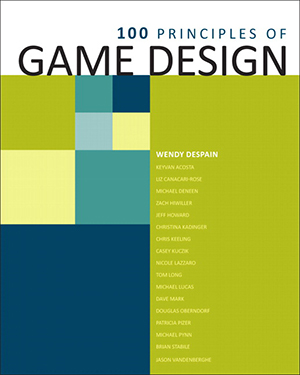 100 PRINCIPLES OF
GAME DESIGN
WENDY DESPAIN
KEYVAN ACOSTA
LIZ CANACARI-ROSE
MICHAEL DENEEN
ZACH HIWILLER
JEFF HOWARD
CHRISTINA KADINGER
CHRIS KEELING
CASEY KUCZIK
NICOLE LAZZARO
TOM LONG
MICHAEL LUCAS
DAVE MARK
DOUGLAS OBERNDORF
PATRICIA PIZER
MICHAEL PYNN
BRIAN STABILE
JASON VANDENBERGHE